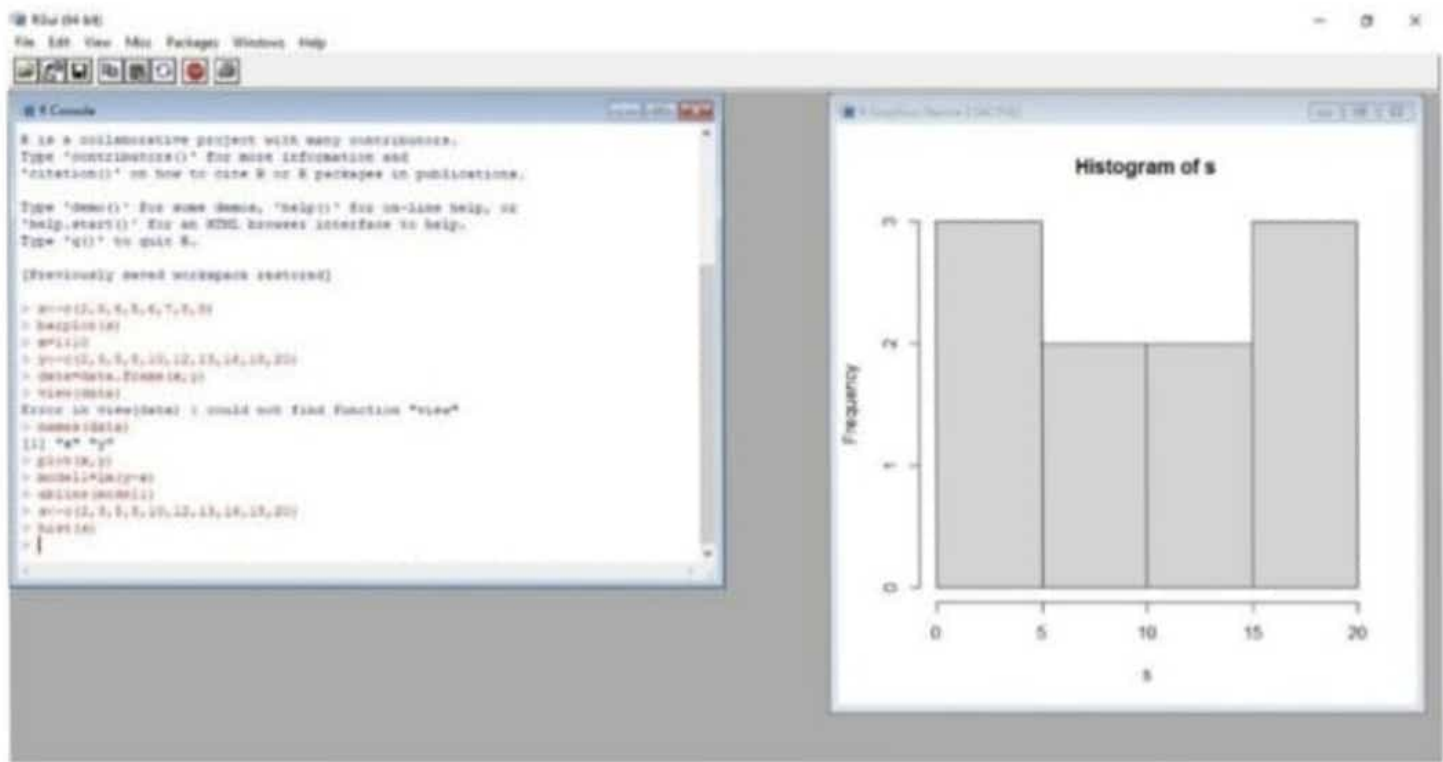 RGui (64-bit)
File Edit View Misc Packages Windows Help
R Console
R is a collaborative project with many contributors.
Type 'contributors()' for more information and
'citation()' on how to cite R or R packages in publications.
Type 'demo()' for some demos, 'help()' for on-line help, or
'help.start()' for an HTML browser interface to help.
Type 'q()' to quit R.
[Previously saved workspace restored]
>
> barplot(s)
>
>
> data=data.frame(x,y)
> view(data)
Error in view(data) : could not find function "view"
> names(data)
[1] "x" "y"
> plot(x,y)
>
>
>
> hist(s)
>
R Graphics: Device 2 (ACTIVE)
Histogram of s
Frequency
0 1 2 3
0 5 10 15 20
s